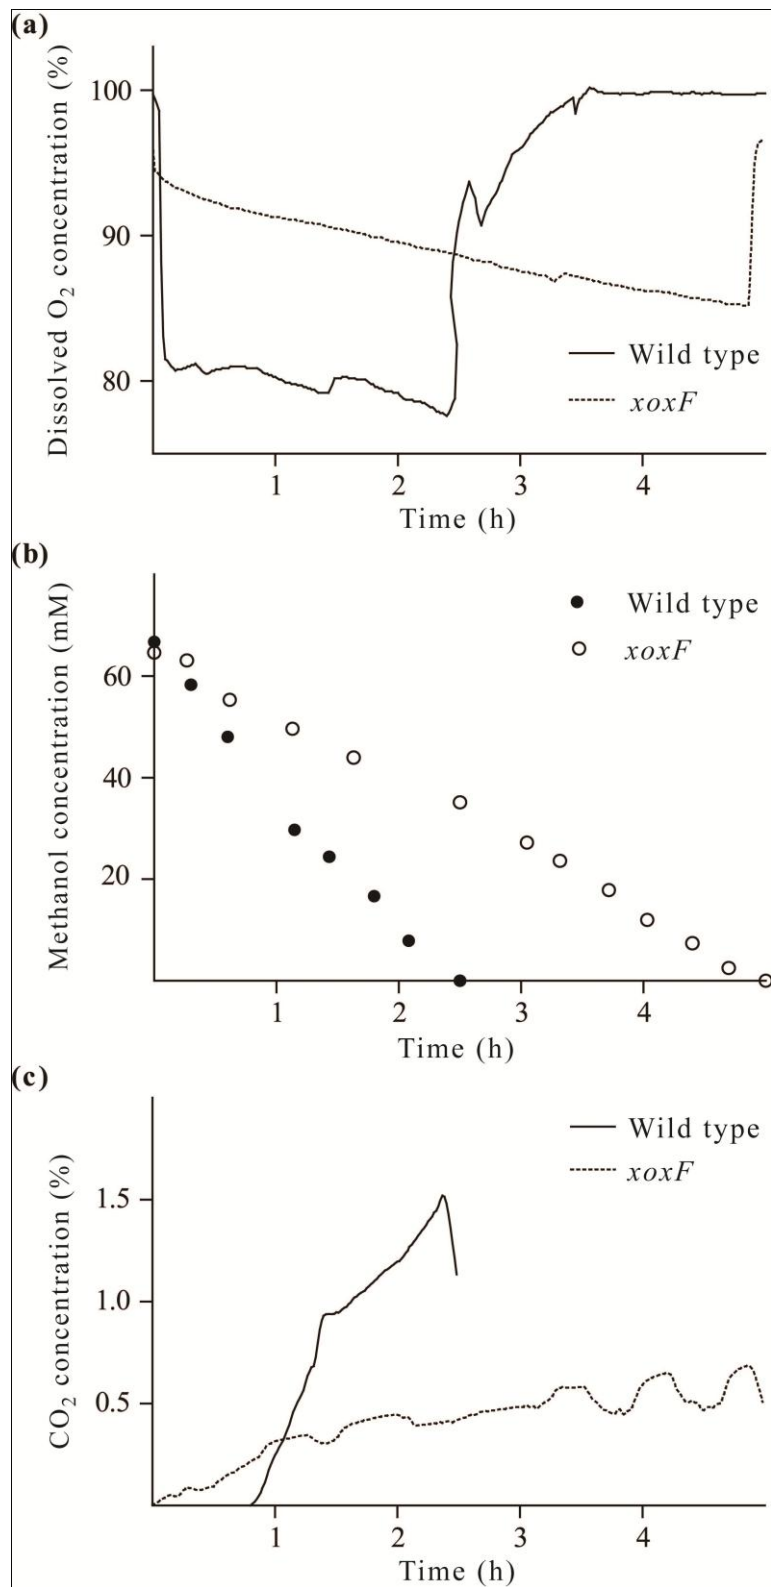 (a)
Dissolved O₂ concentration (%)
100
90
80
Wild type
xoxF
1 2 3 4
Time (h)
(b)
Methanol concentration (mM)
Wild type
xoxF
60
40
20
1 2 3 4
Time (h)
(c)
CO₂ concentration (%)
Wild type
xoxF
1.5
1.0
0.5
1 2 3 4
Time (h)